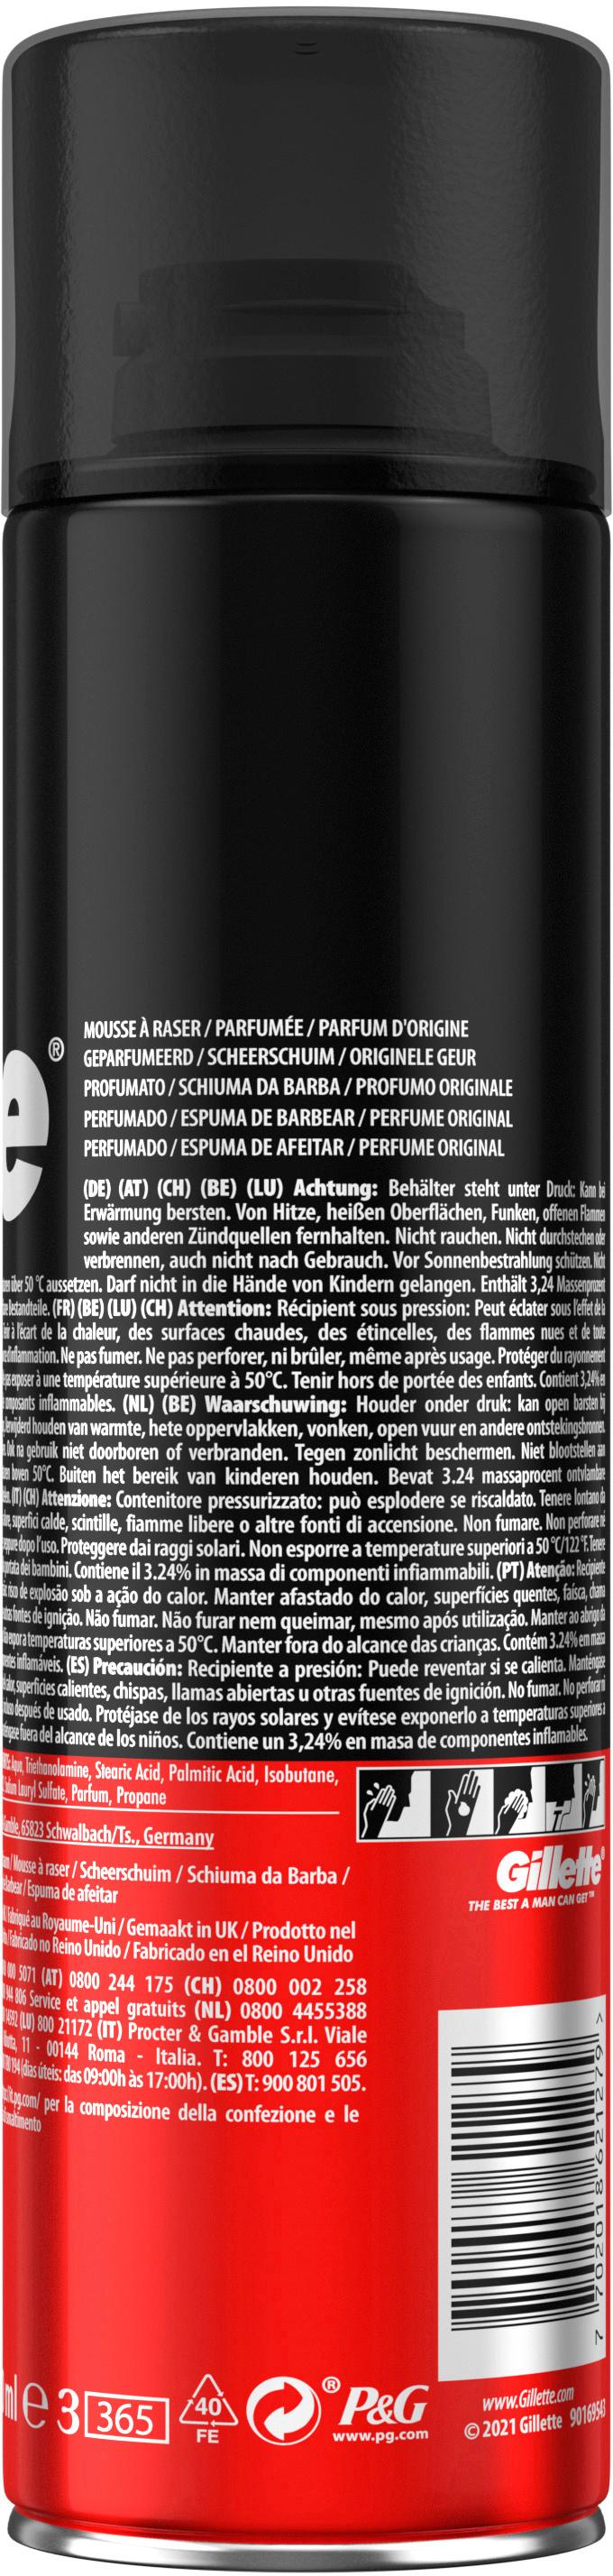 e®
MOUSSE À RASER / PARFUMÉE / PARFUM D'ORIGINE
GEPARFUMEERD / SCHEERSCHUIM / ORIGINELE GEUR
PROFUMATO / SCHIUMA DA BARBA / PROFUMO ORIGINALE
PERFUMADO / ESPUMA DE BARBEAR / PERFUME ORIGINAL
PERFUMADO / ESPUMA DE AFEITAR / PERFUME ORIGINAL
(DE) (AT) (CH) (BE) (LU) Achtung: Behälter steht unter Druck: Kann bei
Erwärmung bersten. Von Hitze, heißen Oberflächen, Funken, offenen Flammen
sowie anderen Zündquellen fernhalten. Nicht rauchen. Nicht durchstechen oder
verbrennen, auch nicht nach Gebrauch. Vor Sonnenbestrahlung schützen. Nicht
über 50 °C aussetzen. Darf nicht in die Hände von Kindern gelangen. Enthält 3,24 Massenprozent
(FR) (BE) (LU) (CH) Attention: Récipient sous pression: Peut éclater sous l'effet de la
à l'écart de la chaleur, des surfaces chaudes, des étincelles, des flammes nues et de toute
d'inflammation. Ne pas fumer. Ne pas perforer, ni brûler, même après usage. Protéger du rayonnement
exposer à une température supérieure à 50°C. Tenir hors de portée des enfants. Contient 3,24% en
inflammables. (NL) (BE) Waarschuwing: Houder onder druk: kan open barsten bij
houden van warmte, hete oppervlakken, vonken, open vuur en andere ontstekingsbronnen.
Ook na gebruik niet doorboren of verbranden. Tegen zonlicht beschermen. Niet blootstellen aan
boven 50°C. Buiten het bereik van kinderen houden. Bevat 3.24 massaprocent ontvlambare
(IT) (CH) Attenzione: Contenitore pressurizzato: può esplodere se riscaldato. Tenere lontano da
superfici calde, scintille, fiamme libere o altre fonti di accensione. Non fumare. Non perforare né
dopo l'uso. Proteggere dai raggi solari. Non esporre a temperature superiori a 50 °C/122 °F. Tenere
dei bambini. Contiene il 3.24% in massa di componenti infiammabili. (PT) Atenção: Recipiente
risco de explosão sob a ação do calor. Manter afastado do calor, superfícies quentes, faísca, chama
fontes de ignição. Não fumar. Não furar nem queimar, mesmo após utilização. Manter ao abrigo do
a temperaturas superiores a 50°C. Manter fora do alcance das crianças. Contém 3.24% em massa
inflamáveis. (ES) Precaución: Recipiente a presión: Puede reventar si se calienta. Manténgase
superficies calientes, chispas, llamas abiertas u otras fuentes de ignición. No fumar. No perforar ni
después de usado. Protéjase de los rayos solares y evítese exponerlo a temperaturas superiores a
fuera del alcance de los niños. Contiene un 3,24% en masa de componentes inflamables.
Aqua, Triethanolamine, Stearic Acid, Palmitic Acid, Isobutane,
Lauryl Sulfate, Parfum, Propane
65823 Schwalbach/Ts., Germany
Mousse à raser / Scheerschuim / Schiuma da Barba /
Espuma de afeitar
Fabriqué au Royaume-Uni / Gemaakt in UK / Prodotto nel
Fabricado no Reino Unido / Fabricado en el Reino Unido
5071 (AT) 0800 244 175 (CH) 0800 002 258
806 Service et appel gratuits (NL) 0800 4455388
(LU) 800 21172 (IT) Procter & Gamble S.r.l. Viale
11 - 00144 Roma - Italia. T: 800 125 656
(dias úteis: das 09:00h às 17:00h). (ES) T: 900 801 505.
per la composizione della confezione e le
Gillette®
THE BEST A MAN CAN GET™
7 702018 621279 >
ml e 3 365
40
FE
®
P&G
www.pg.com
www.Gillette.com
© 2021 Gillette 90169543